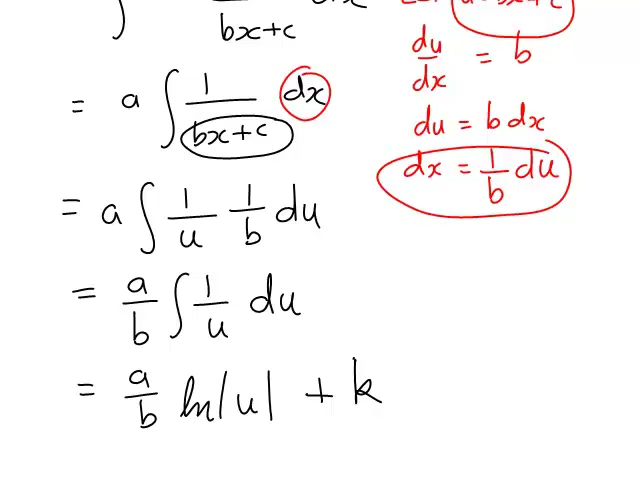 bx+c
= a ∫ 1/(bx+c) dx
= a ∫ 1/u 1/b du
= a/b ∫ 1/u du
= a/b ln|u| + k
du/dx = b
du = b dx
dx = 1/b du